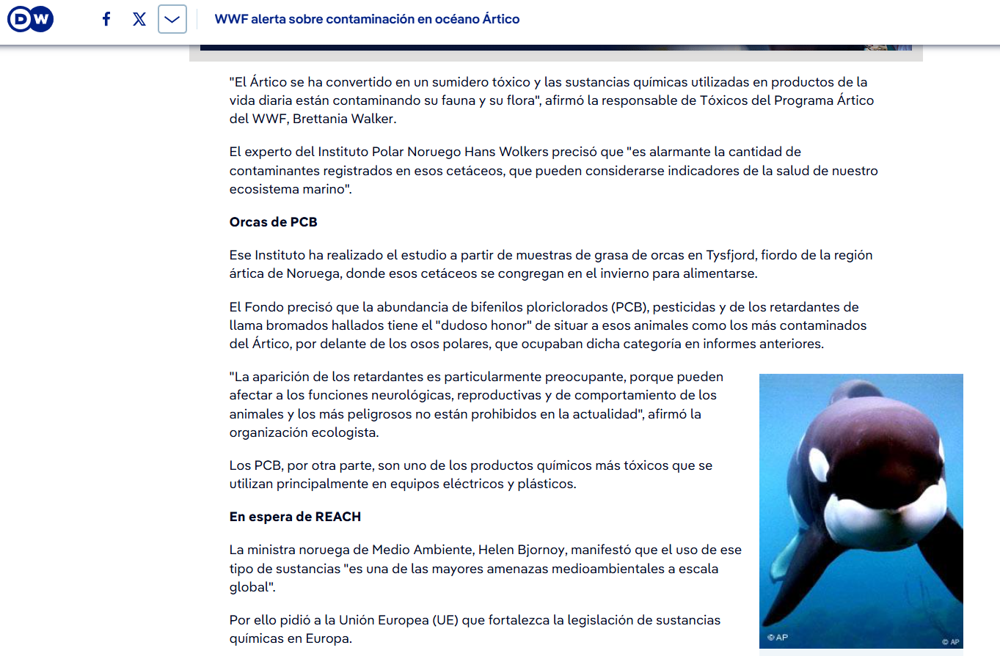 DW
f
X
WWF alerta sobre contaminación en océano Ártico
"El Ártico se ha convertido en un sumidero tóxico y las sustancias químicas utilizadas en productos de la
vida diaria están contaminando su fauna y su flora", afirmó la responsable de Tóxicos del Programa Ártico
del WWF, Brettania Walker.
El experto del Instituto Polar Noruego Hans Wolkers precisó que "es alarmante la cantidad de
contaminantes registrados en esos cetáceos, que pueden considerarse indicadores de la salud de nuestro
ecosistema marino".
Orcas de PCB
Ese Instituto ha realizado el estudio a partir de muestras de grasa de orcas en Tysfjord, fiordo de la región
ártica de Noruega, donde esos cetáceos se congregan en el invierno para alimentarse.
El Fondo precisó que la abundancia de bifenilos ploriclorados (PCB), pesticidas y de los retardantes de
llama bromados hallados tiene el "dudoso honor" de situar a esos animales como los más contaminados
del Ártico, por delante de los osos polares, que ocupaban dicha categoría en informes anteriores.
"La aparición de los retardantes es particularmente preocupante, porque pueden
afectar a los funciones neurológicas, reproductivas y de comportamiento de los
animales y los más peligrosos no están prohibidos en la actualidad", afirmó la
organización ecologista.
Los PCB, por otra parte, son uno de los productos químicos más tóxicos que se
utilizan principalmente en equipos eléctricos y plásticos.
En espera de REACH
La ministra noruega de Medio Ambiente, Helen Bjornoy, manifestó que el uso de ese
tipo de sustancias "es una de las mayores amenazas medioambientales a escala
global".
Por ello pidió a la Unión Europea (UE) que fortalezca la legislación de sustancias
químicas en Europa.
© AP
© AP